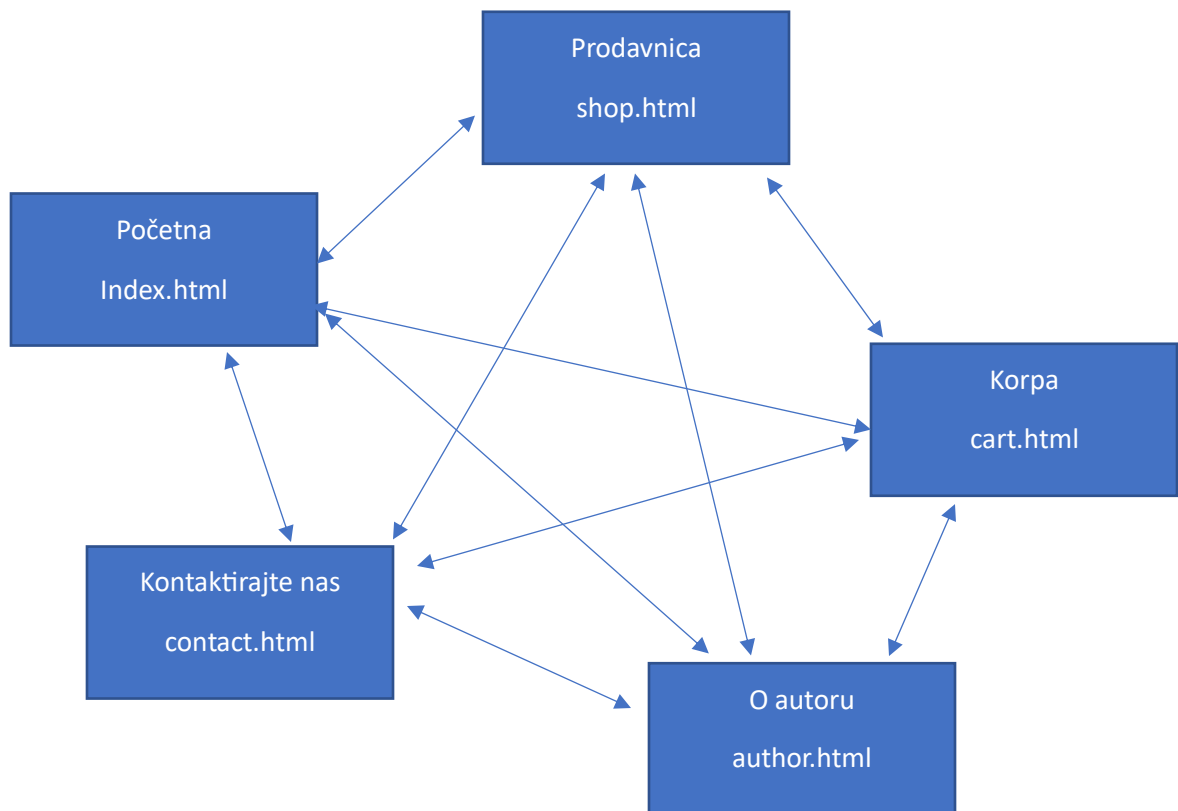 Prodavnica
shop.html
Početna
Index.html
Korpa
cart.html
Kontaktirajte nas
contact.html
O autoru
author.html